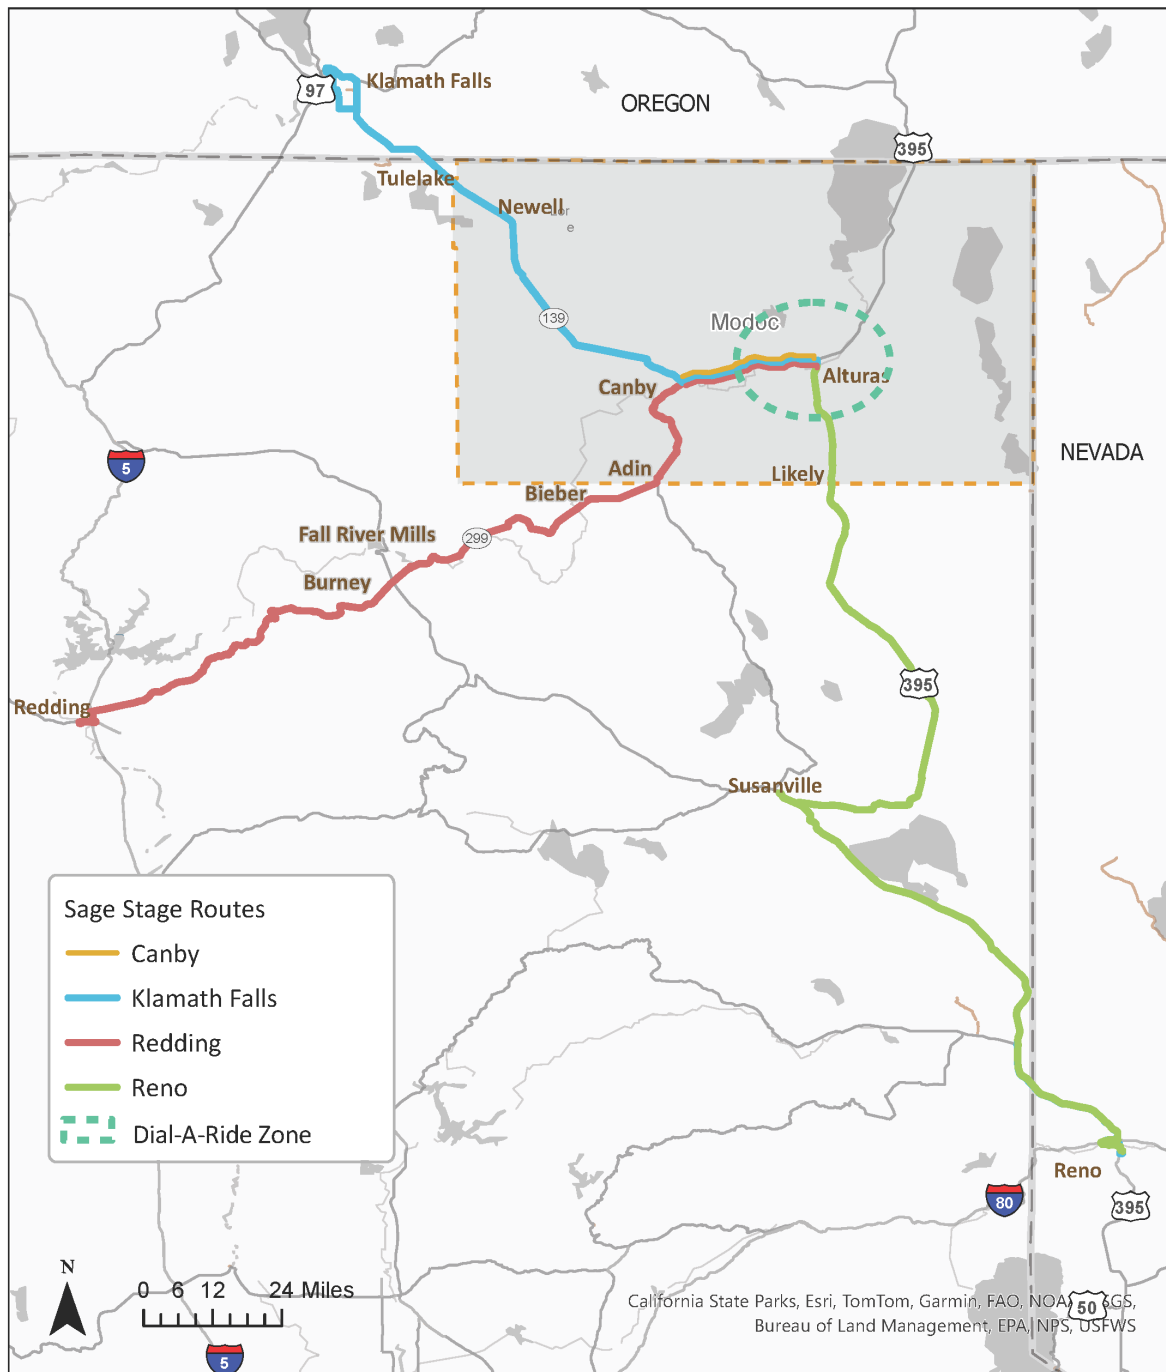 Klamath Falls
97
OREGON
395
Tulelake
Newell
e
139
Modoc
Canby
Alturas
NEVADA
5
Adin
Likely
Bieber
Fall River Mills
299
Burney
395
Redding
Susanville
Sage Stage Routes
Canby
Klamath Falls
Redding
Reno
Dial-A-Ride Zone
Reno
80
395
N
0 6 12 24 Miles
California State Parks, Esri, TomTom, Garmin, FAO,
50
Bureau of Land Management, EPA, NPS, USFWS
5